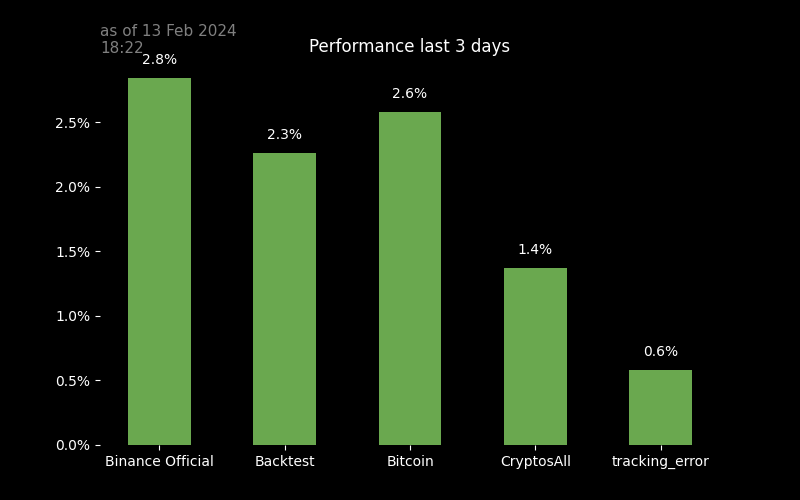 as of 13 Feb 2024
18:22
Performance last 3 days
2.8%
2.3%
2.6%
1.4%
0.6%
2.5%
2.0%
1.5%
1.0%
0.5%
0.0%
Binance Official
Backtest
Bitcoin
CryptosAll
tracking_error